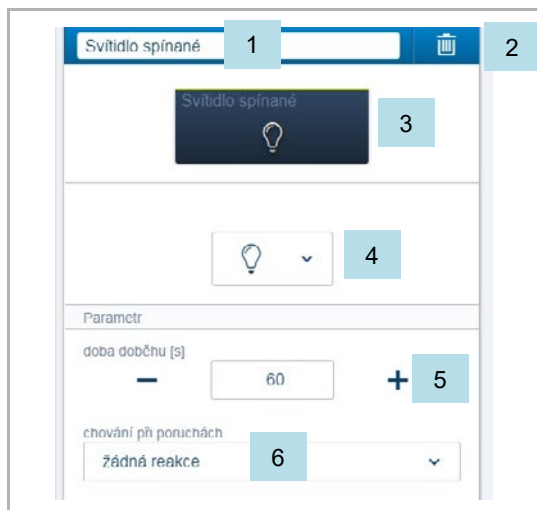 Svítidlo spínané 1 2
Svítidlo spínané
3
4
Parametr
doba doběhu [s]
60 5
chování při poruchách
žádná reakce 6